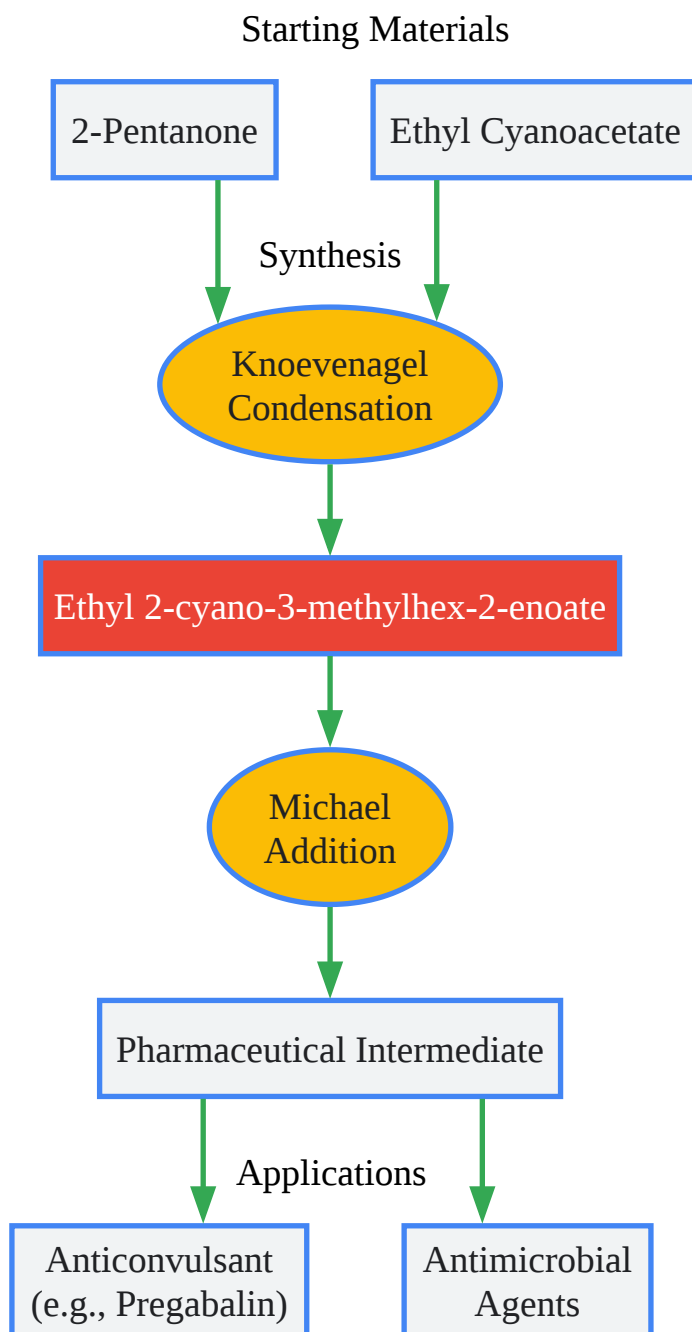 Starting Materials
2-Pentanone
Ethyl Cyanoacetate
Synthesis
Knoevenagel
Condensation
Ethyl 2-cyano-3-methylhex-2-enoate
Michael
Addition
Pharmaceutical Intermediate
Applications
Anticonvulsant
(e.g., Pregabalin)
Antimicrobial
Agents